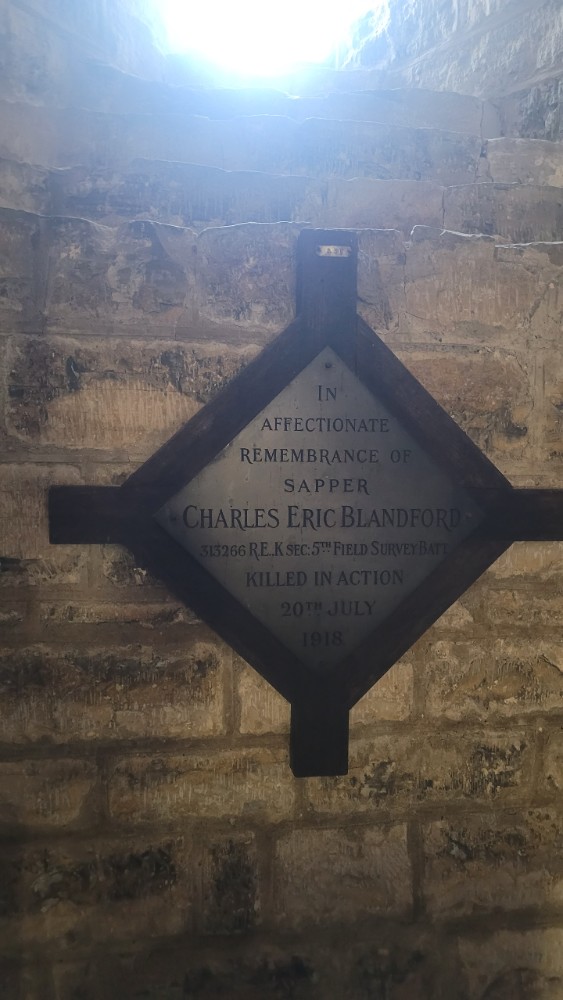 IN
AFFECTIONATE
REMEMBRANCE OF
SAPPER
CHARLES ERIC BLANDFORD
313266 R.E. K SEC: 5TH FIELD SURVEY BATT.
KILLED IN ACTION
20TH JULY
1918